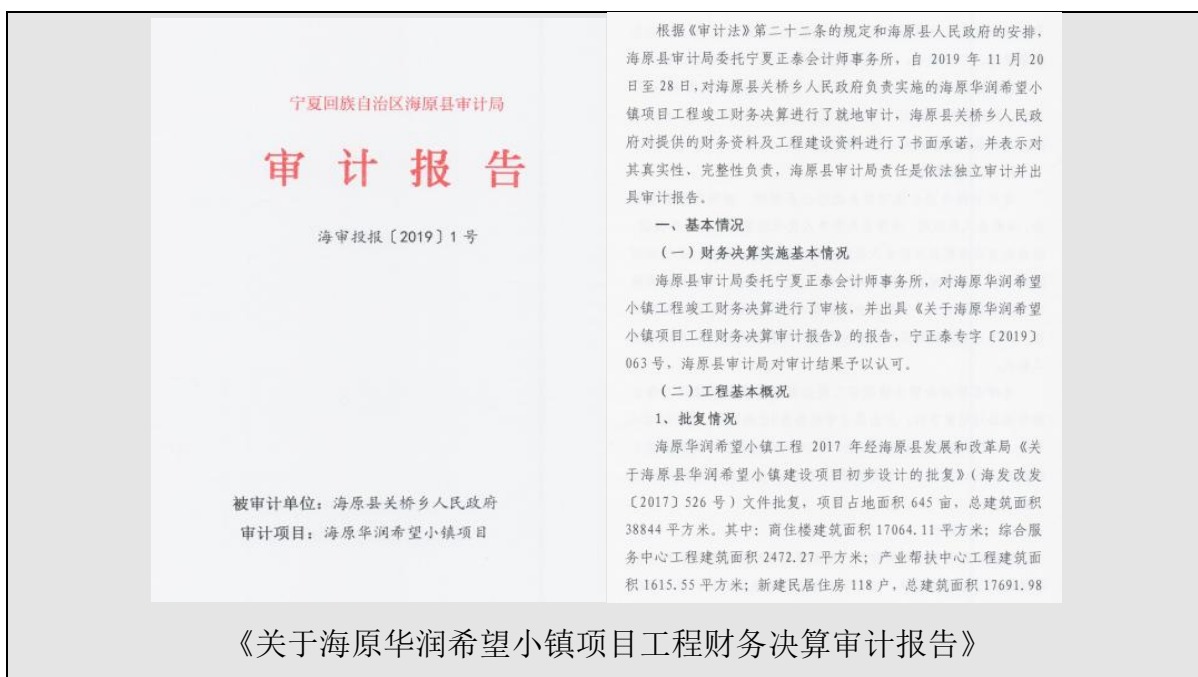 宁夏回族自治区海原县审计局
审计报告
海审投报〔2019〕1号
被审计单位：海原县关桥乡人民政府
审计项目：海原华润希望小镇项目
根据《审计法》第二十二条的规定和海原县人民政府的安排，
海原县审计局委托宁夏正泰会计师事务所，自 2019 年 11 月 20
日至 28 日，对海原县关桥乡人民政府负责实施的海原华润希望小
镇项目工程竣工财务决算进行了就地审计，海原县关桥乡人民政
府对提供的财务资料及工程建设资料进行了书面承诺，并表示对
其真实性、完整性负责，海原县审计局责任是依法独立审计并出
具审计报告。
一、基本情况
（一）财务决算实施基本情况
海原县审计局委托宁夏正泰会计师事务所，对海原华润希望
小镇工程竣工财务决算进行了审核，并出具《关于海原华润希望
小镇项目工程财务决算审计报告》的报告，宁正泰专字〔2019〕
063 号，海原县审计局对审计结果予以认可。
（二）工程基本概况
1、批复情况
海原华润希望小镇工程 2017 年经海原县发展和改革局《关
于海原县华润希望小镇建设项目初步设计的批复》（海发改发
〔2017〕526 号）文件批复，项目占地面积 645 亩，总建筑面积
38844 平方米。其中：商住楼建筑面积 17064.11 平方米；综合服
务中心工程建筑面积 2472.27 平方米；产业帮扶中心工程建筑面
积 1615.55 平方米；新建民居住房 118 户，总建筑面积 17691.98
《关于海原华润希望小镇项目工程财务决算审计报告》